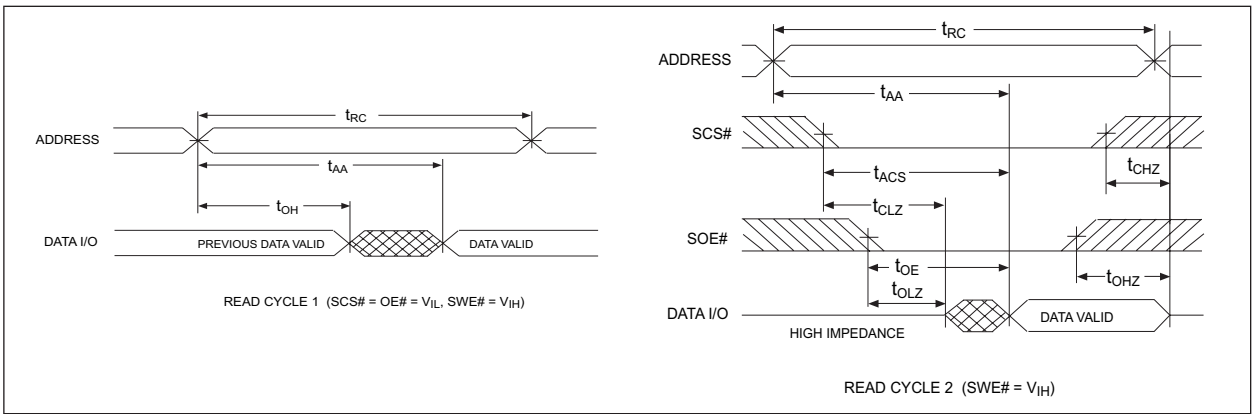 tRC
ADDRESS
tAA
tOH
DATA I/O
PREVIOUS DATA VALID
DATA VALID
READ CYCLE 1 (SCS# = OE# = VIL, SWE# = VIH)
tRC
ADDRESS
tAA
SCS#
tCHZ
tACS
tCLZ
SOE#
tOE
tOHZ
tOLZ
DATA I/O
DATA VALID
HIGH IMPEDANCE
READ CYCLE 2 (SWE# = VIH)